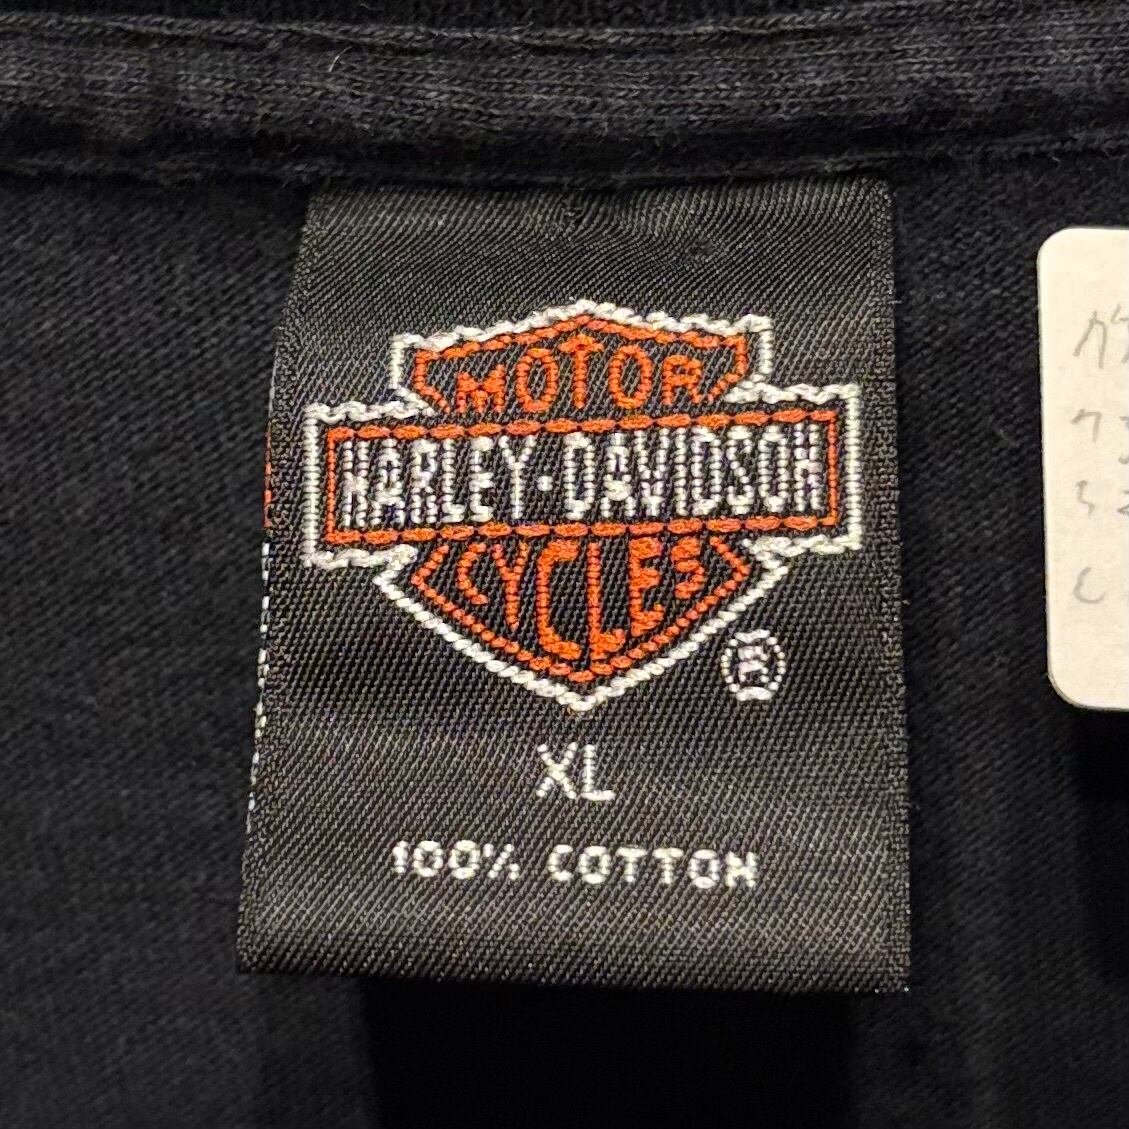 MOTOR
HARLEY-DAVIDSON
CYCLES
®
XL
100% COTTON